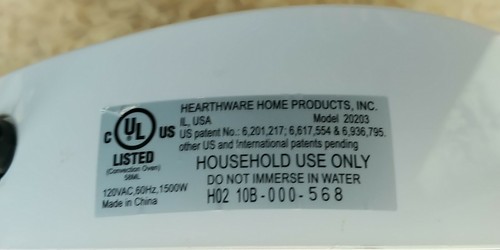 HEARTHWARE HOME PRODUCTS, INC.
IL, USA Model 20203
US patent No.: 6,201,217; 6,617,554 & 6,936,795.
other US and International patents pending
C UL US
LISTED
(Convection Oven)
58ML
HOUSEHOLD USE ONLY
DO NOT IMMERSE IN WATER
120VAC,60Hz,1500W
Made in China
H02 10B-000-568